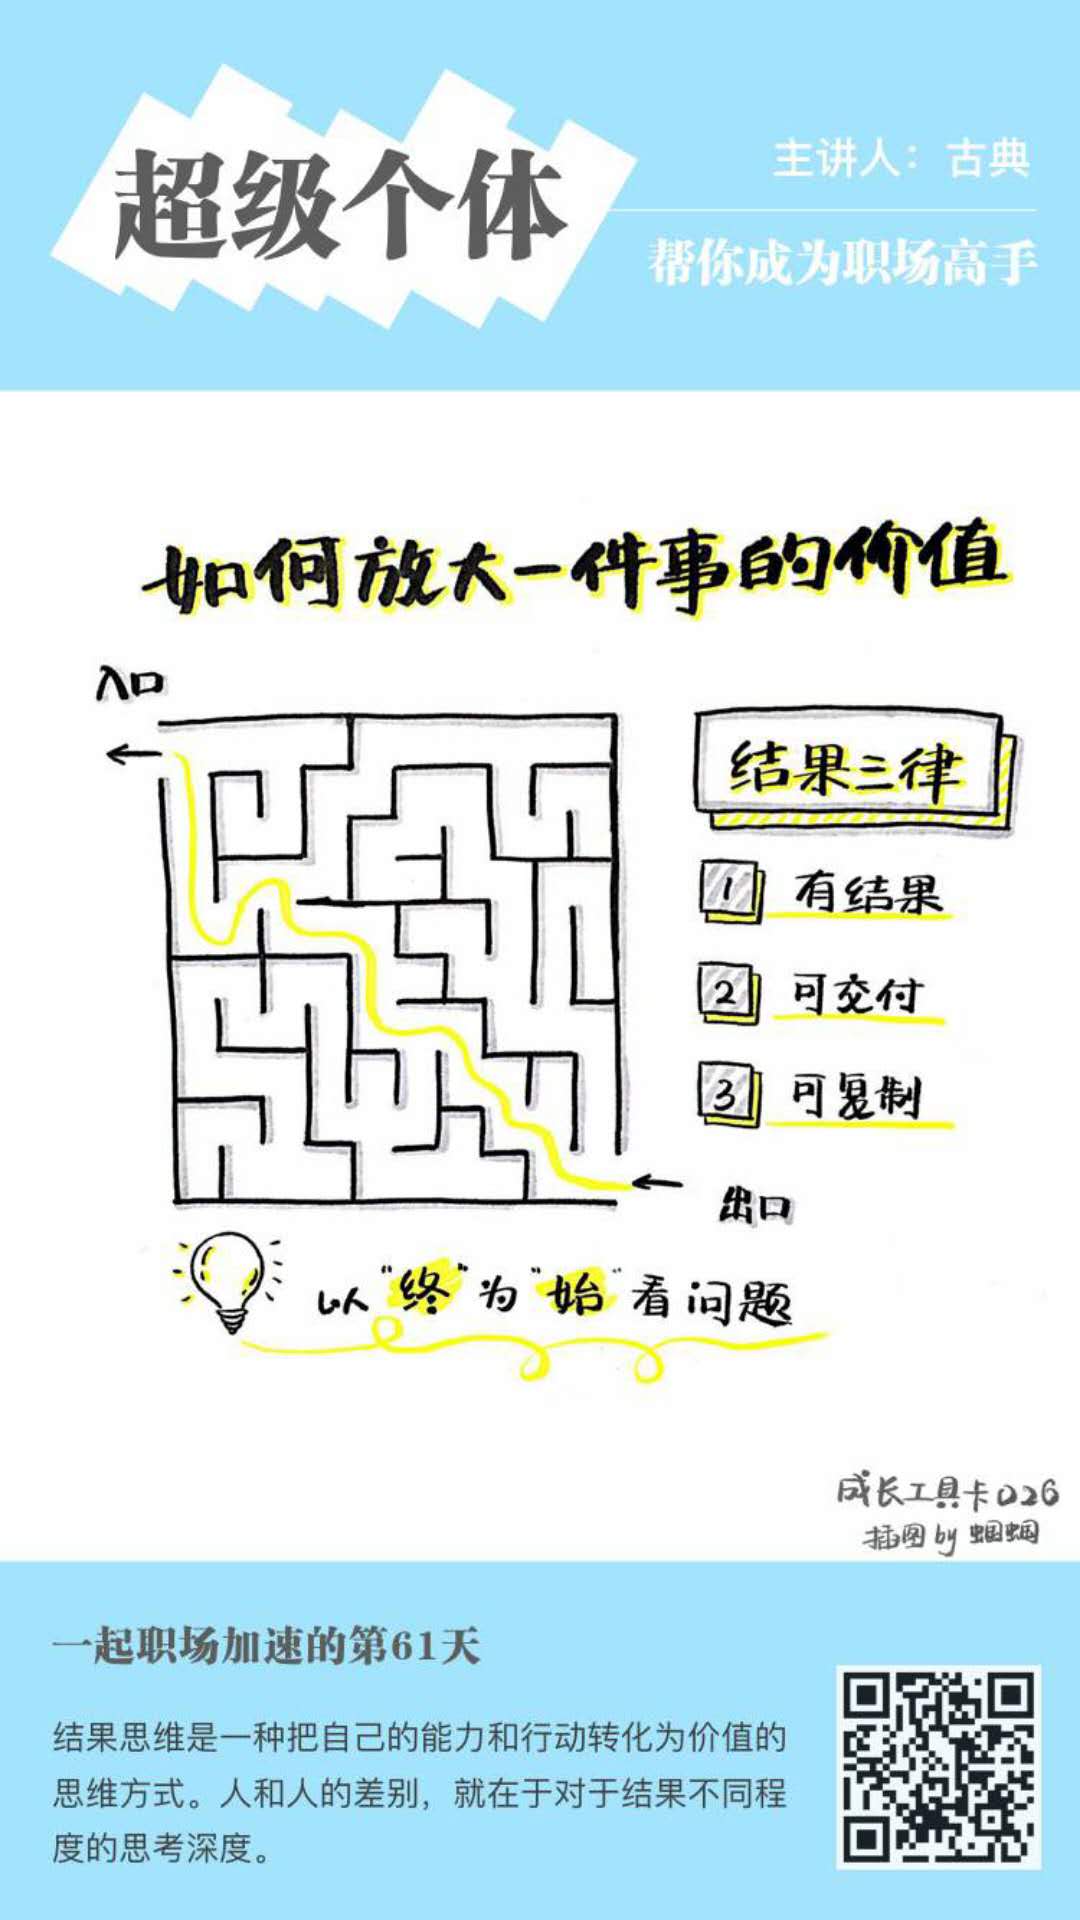 超级个体
主讲人：古典
帮你成为职场高手
如何放大一件事的价值
入口
结果三律
1 有结果
2 可交付
3 可复制
出口
以“终”为“始”看问题
成长工具卡026
插图by蝈蝈
一起职场加速的第61天
结果思维是一种把自己的能力和行动转化为价值的
思维方式。人和人的差别，就在于对于结果不同程
度的思考深度。